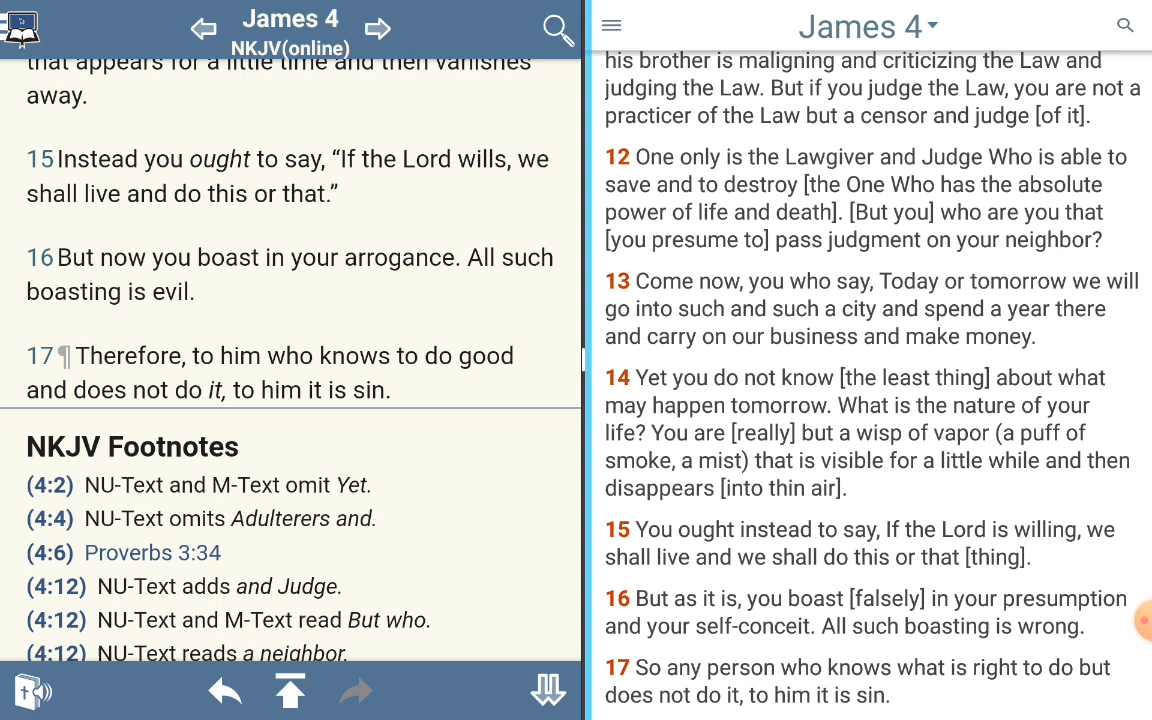 James 4
NKJV(online)
that appears for a little time and then vanishes
away.
15 Instead you ought to say, “If the Lord wills, we
shall live and do this or that.”
16 But now you boast in your arrogance. All such
boasting is evil.
17 ¶ Therefore, to him who knows to do good
and does not do it, to him it is sin.
NKJV Footnotes
(4:2) NU-Text and M-Text omit Yet.
(4:4) NU-Text omits Adulterers and.
(4:6) Proverbs 3:34
(4:12) NU-Text adds and Judge.
(4:12) NU-Text and M-Text read But who.
(4:12) NU-Text reads a neighbor.
James 4
his brother is maligning and criticizing the Law and
judging the Law. But if you judge the Law, you are not a
practicer of the Law but a censor and judge [of it].
12 One only is the Lawgiver and Judge Who is able to
save and to destroy [the One Who has the absolute
power of life and death]. [But you] who are you that
[you presume to] pass judgment on your neighbor?
13 Come now, you who say, Today or tomorrow we will
go into such and such a city and spend a year there
and carry on our business and make money.
14 Yet you do not know [the least thing] about what
may happen tomorrow. What is the nature of your
life? You are [really] but a wisp of vapor (a puff of
smoke, a mist) that is visible for a little while and then
disappears [into thin air].
15 You ought instead to say, If the Lord is willing, we
shall live and we shall do this or that [thing].
16 But as it is, you boast [falsely] in your presumption
and your self-conceit. All such boasting is wrong.
17 So any person who knows what is right to do but
does not do it, to him it is sin.